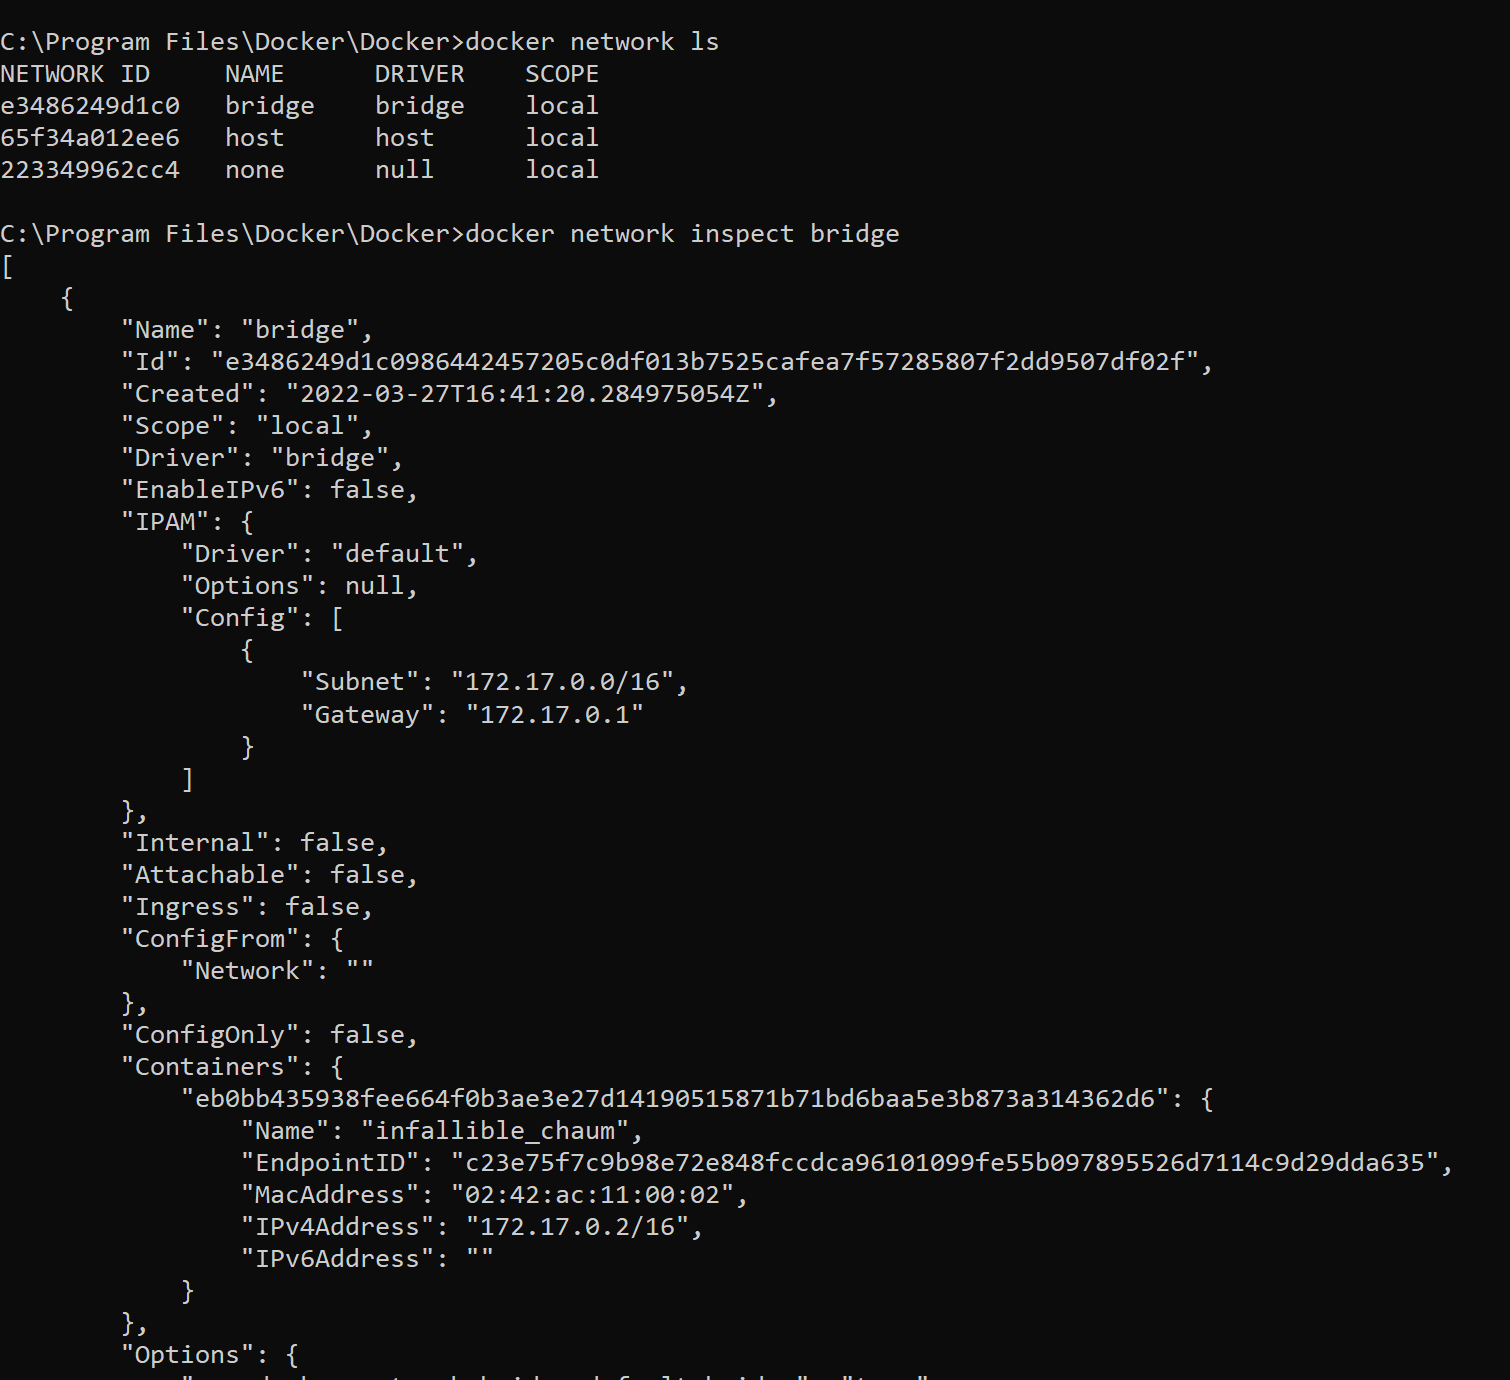 C:\Program Files\Docker\Docker>docker network ls
NETWORK ID     NAME      DRIVER    SCOPE
e3486249d1c0   bridge    bridge    local
65f34a012ee6   host      host      local
223349962cc4   none      null      local

C:\Program Files\Docker\Docker>docker network inspect bridge
[
    {
        "Name": "bridge",
        "Id": "e3486249d1c0986442457205c0df013b7525cafea7f57285807f2dd9507df02f",
        "Created": "2022-03-27T16:41:20.284975054Z",
        "Scope": "local",
        "Driver": "bridge",
        "EnableIPv6": false,
        "IPAM": {
            "Driver": "default",
            "Options": null,
            "Config": [
                {
                    "Subnet": "172.17.0.0/16",
                    "Gateway": "172.17.0.1"
                }
            ]
        },
        "Internal": false,
        "Attachable": false,
        "Ingress": false,
        "ConfigFrom": {
            "Network": ""
        },
        "ConfigOnly": false,
        "Containers": {
            "eb0bb435938fee664f0b3ae3e27d14190515871b71bd6baa5e3b873a314362d6": {
                "Name": "infallible_chaum",
                "EndpointID": "c23e75f7c9b98e72e848fccdca96101099fe55b097895526d7114c9d29dda635",
                "MacAddress": "02:42:ac:11:00:02",
                "IPv4Address": "172.17.0.2/16",
                "IPv6Address": ""
            }
        },
        "Options": {